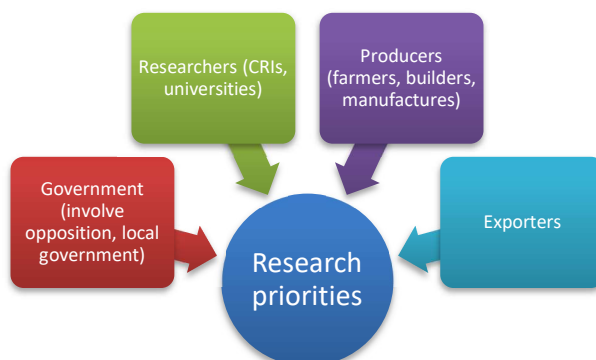 Researchers (CRIs,
universities)
Producers
(farmers, builders,
manufactures)
Government
(involve
opposition, local
government)
Exporters
Research
priorities